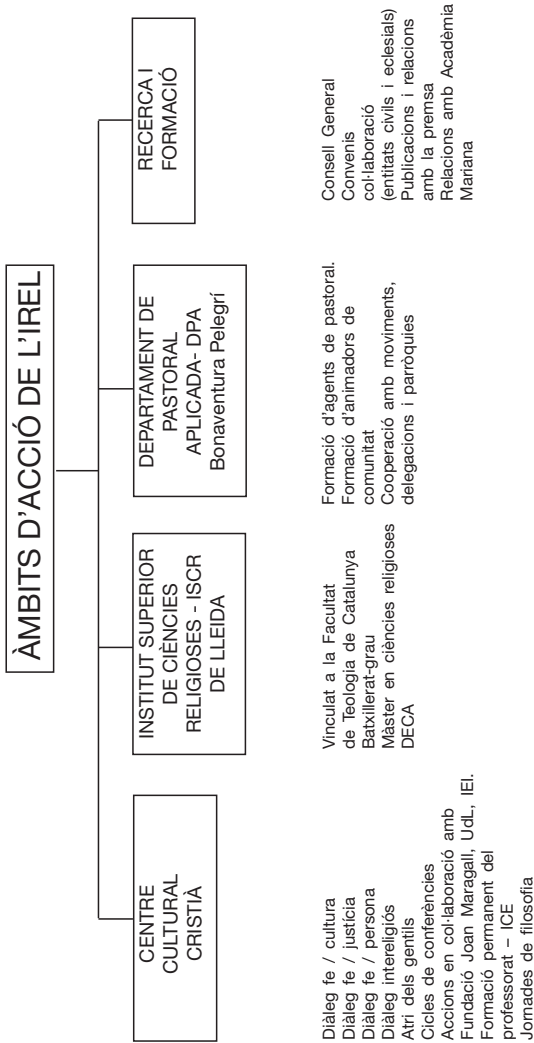 ÀMBITS D'ACCIÓ DE L'IREL
CENTRE
CULTURAL
CRISTIÀ
Diàleg fe / cultura
Diàleg fe / justícia
Diàleg fe / persona
Diàleg intereligiós
Atri dels gentils
Cicles de conferències
Accions en col·laboració amb
Fundació Joan Maragall, UdL, IEI.
Formació permanent del
professorat – ICE
Jornades de filosofia
INSTITUT SUPERIOR
DE CIÈNCIES
RELIGIOSES - ISCR
DE LLEIDA
Vinculat a la Facultat
de Teologia de Catalunya
Batxillerat-grau
Màster en ciències religioses
DECA
DEPARTAMENT DE
PASTORAL
APLICADA- DPA
Bonaventura Pelegrí
Formació d'agents de pastoral.
Formació d'animadors de
comunitat
Cooperació amb moviments,
delegacions i parròquies
RECERCA I
FORMACIÓ
Consell General
Convenis
col·laboració
(entitats civils i eclesials)
Publicacions i relacions
amb la premsa
Relacions amb Acadèmia
Mariana